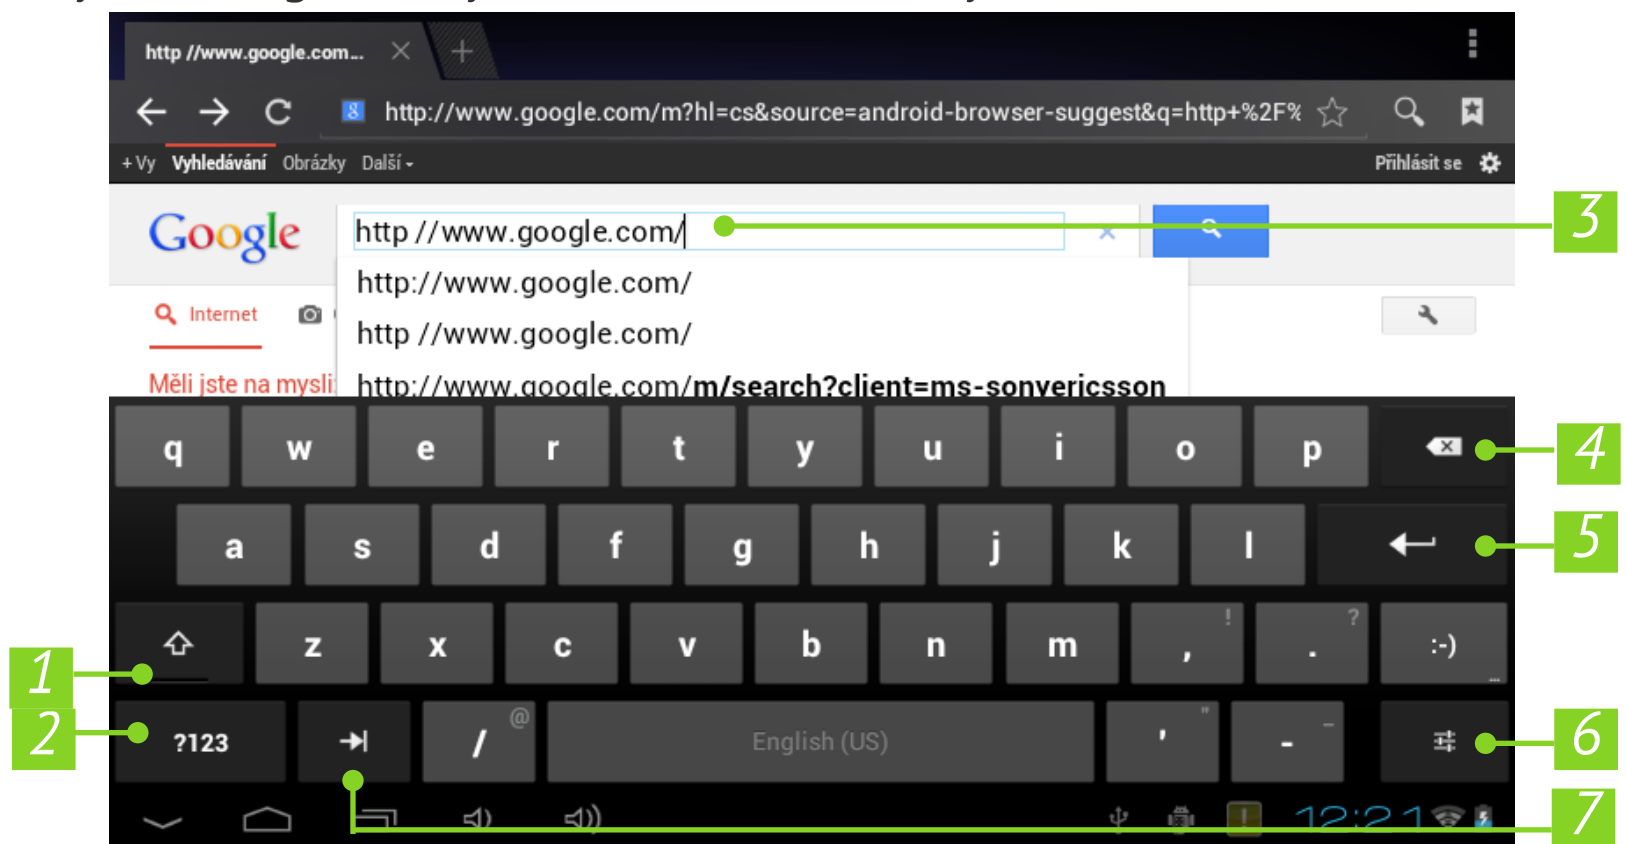 http //www.google.com...
http://www.google.com/m?hl=cs&source=android-browser-suggest&q=http+%2F%
+Vy Vyhledávání Obrázky Další
Přihlásit se
Google
http //www.google.com/
3
http://www.google.com/
Internet
http //www.google.com/
Měli jste na mysli:
http://www.google.com/m/search?client=ms-sonyericsson
q w e r t y u i o p
4
a s d f g h j k l
5
z x c v b n m , ! . ? :-) ...
1
?123 / @ English (US) ' " - _
2
6
12:21
7